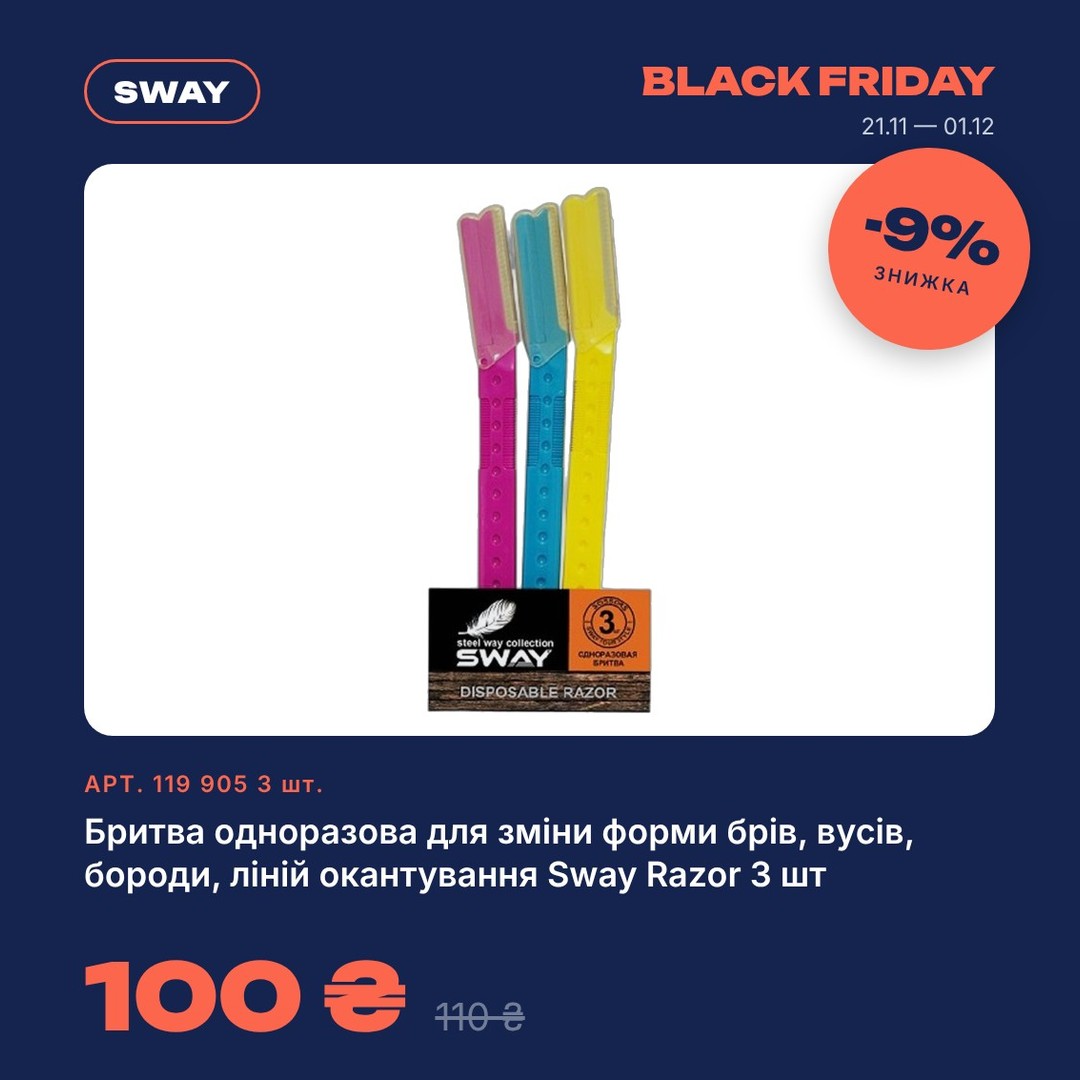 SWAY
BLACK FRIDAY
21.11 — 01.12
-9%
ЗНИЖКА
steel way collection
SWAY
3
ОДНОРАЗОВАЯ
БРИТВА
DISPOSABLE RAZOR
АРТ. 119 905 3 шт.
Бритва одноразова для зміни форми брів, вусів,
бороди, ліній окантування Sway Razor 3 шт
100 ₴
110 ₴